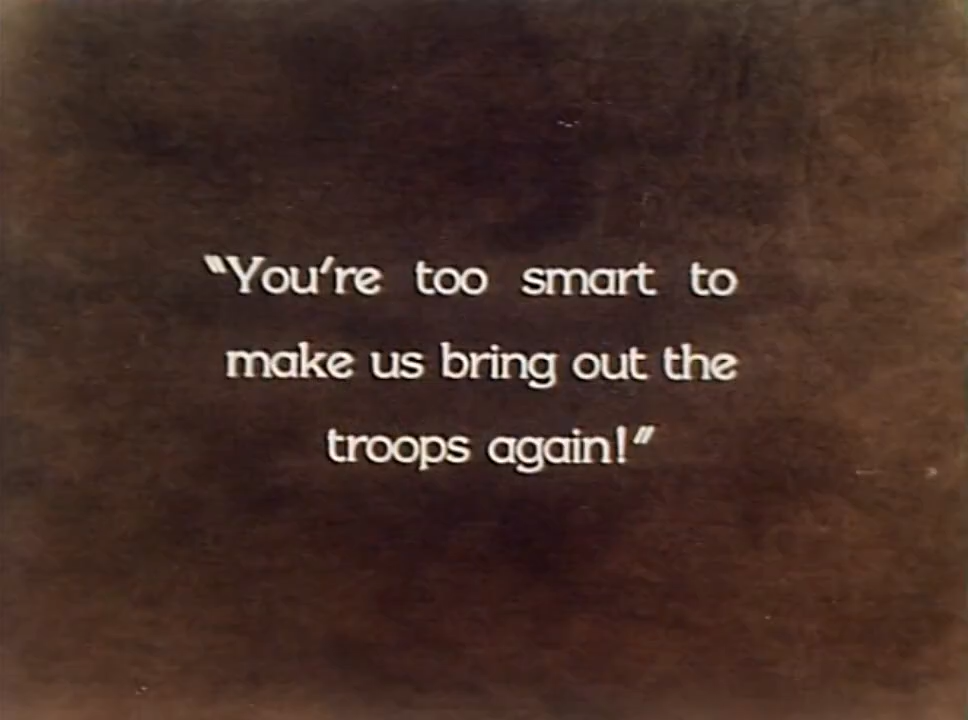 "You're too smart to
make us bring out the
troops again!"